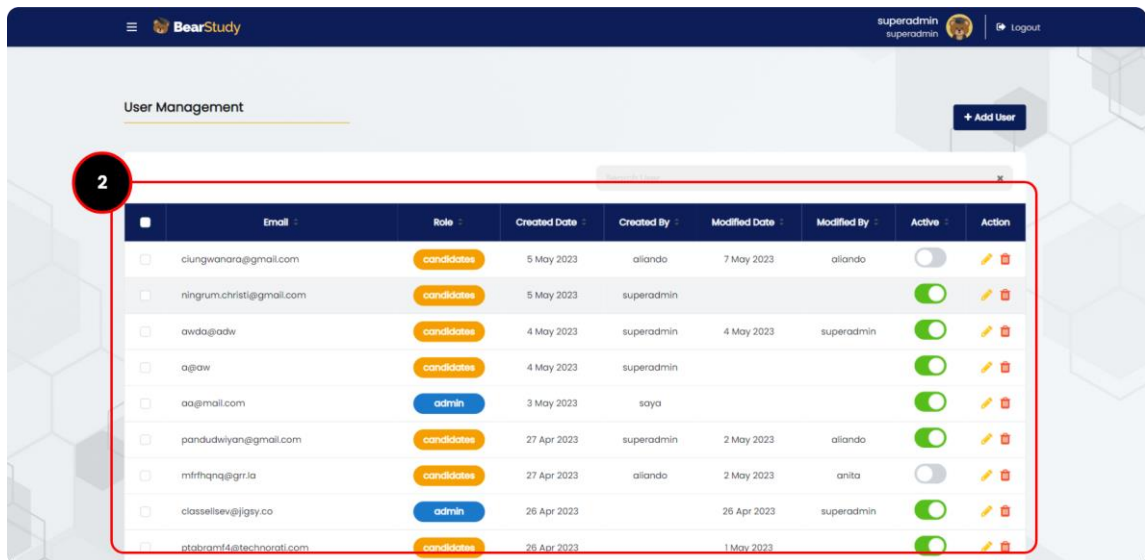 BearStudy
superadmin
superadmin
Logout
User Management
+ Add User
2
Search User
Email Role Created Date Created By Modified Date Modified By Active Action
ciungwanara@gmail.com candidates 5 May 2023 aliando 7 May 2023 aliando
ningrum.christi@gmail.com candidates 5 May 2023 superadmin
awda@adw candidates 4 May 2023 superadmin 4 May 2023 superadmin
a@aw candidates 4 May 2023 superadmin
aa@mail.com admin 3 May 2023 saya
pandudwiyan@gmail.com candidates 27 Apr 2023 superadmin 2 May 2023 aliando
mfrfhqnq@grr.la candidates 27 Apr 2023 aliando 2 May 2023 anita
classellsev@jigsy.co admin 26 Apr 2023 26 Apr 2023 superadmin
ptabramf4@technorati.com candidates 26 Apr 2023 1 May 2023